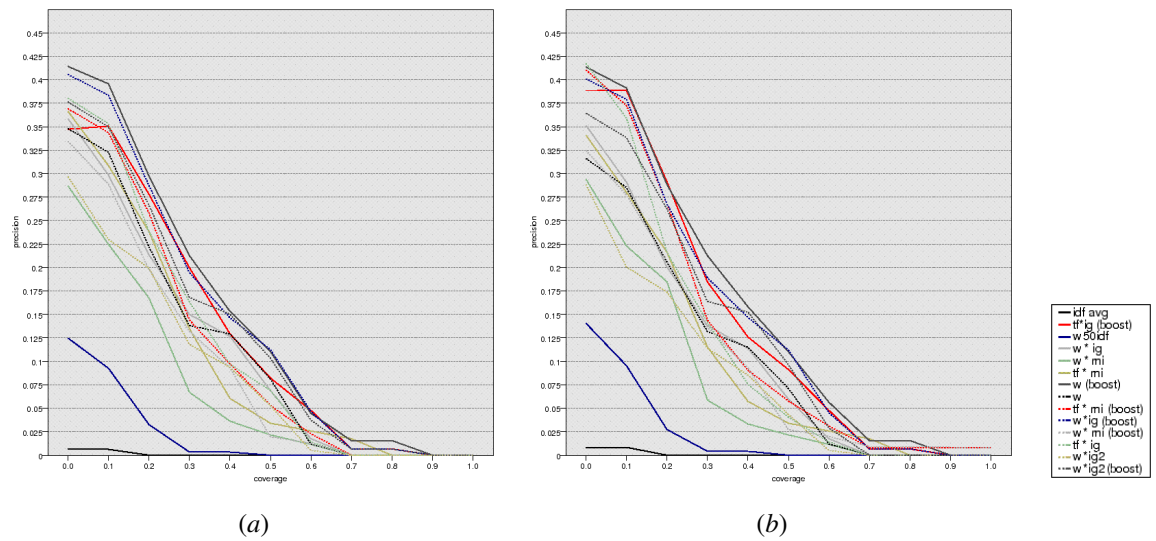 0.45
0.425
0.4
0.375
0.35
0.325
0.3
0.275
0.25
0.225
0.2
0.175
0.15
0.125
0.1
0.075
0.05
0.025
0
precision
0.0 0.1 0.2 0.3 0.4 0.5 0.6 0.7 0.8 0.9 1.0
coverage
(a)
0.45
0.425
0.4
0.375
0.35
0.325
0.3
0.275
0.25
0.225
0.2
0.175
0.15
0.125
0.1
0.075
0.05
0.025
0
precision
0.0 0.1 0.2 0.3 0.4 0.5 0.6 0.7 0.8 0.9 1.0
coverage
(b)
idf avg
tf*ig (boost)
w50idf
w * ig
w * mi
tf * mi
w (boost)
w
tf * mi (boost)
w *ig (boost)
w * mi (boost)
tf * ig
w *ig2
w *ig2 (boost)